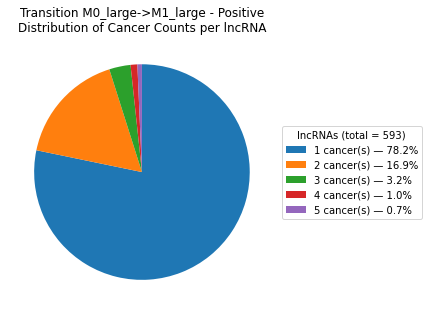 Transition M0_large->M1_large - Positive
Distribution of Cancer Counts per lncRNA
lncRNAs (total = 593)
1 cancer(s) — 78.2%
2 cancer(s) — 16.9%
3 cancer(s) — 3.2%
4 cancer(s) — 1.0%
5 cancer(s) — 0.7%